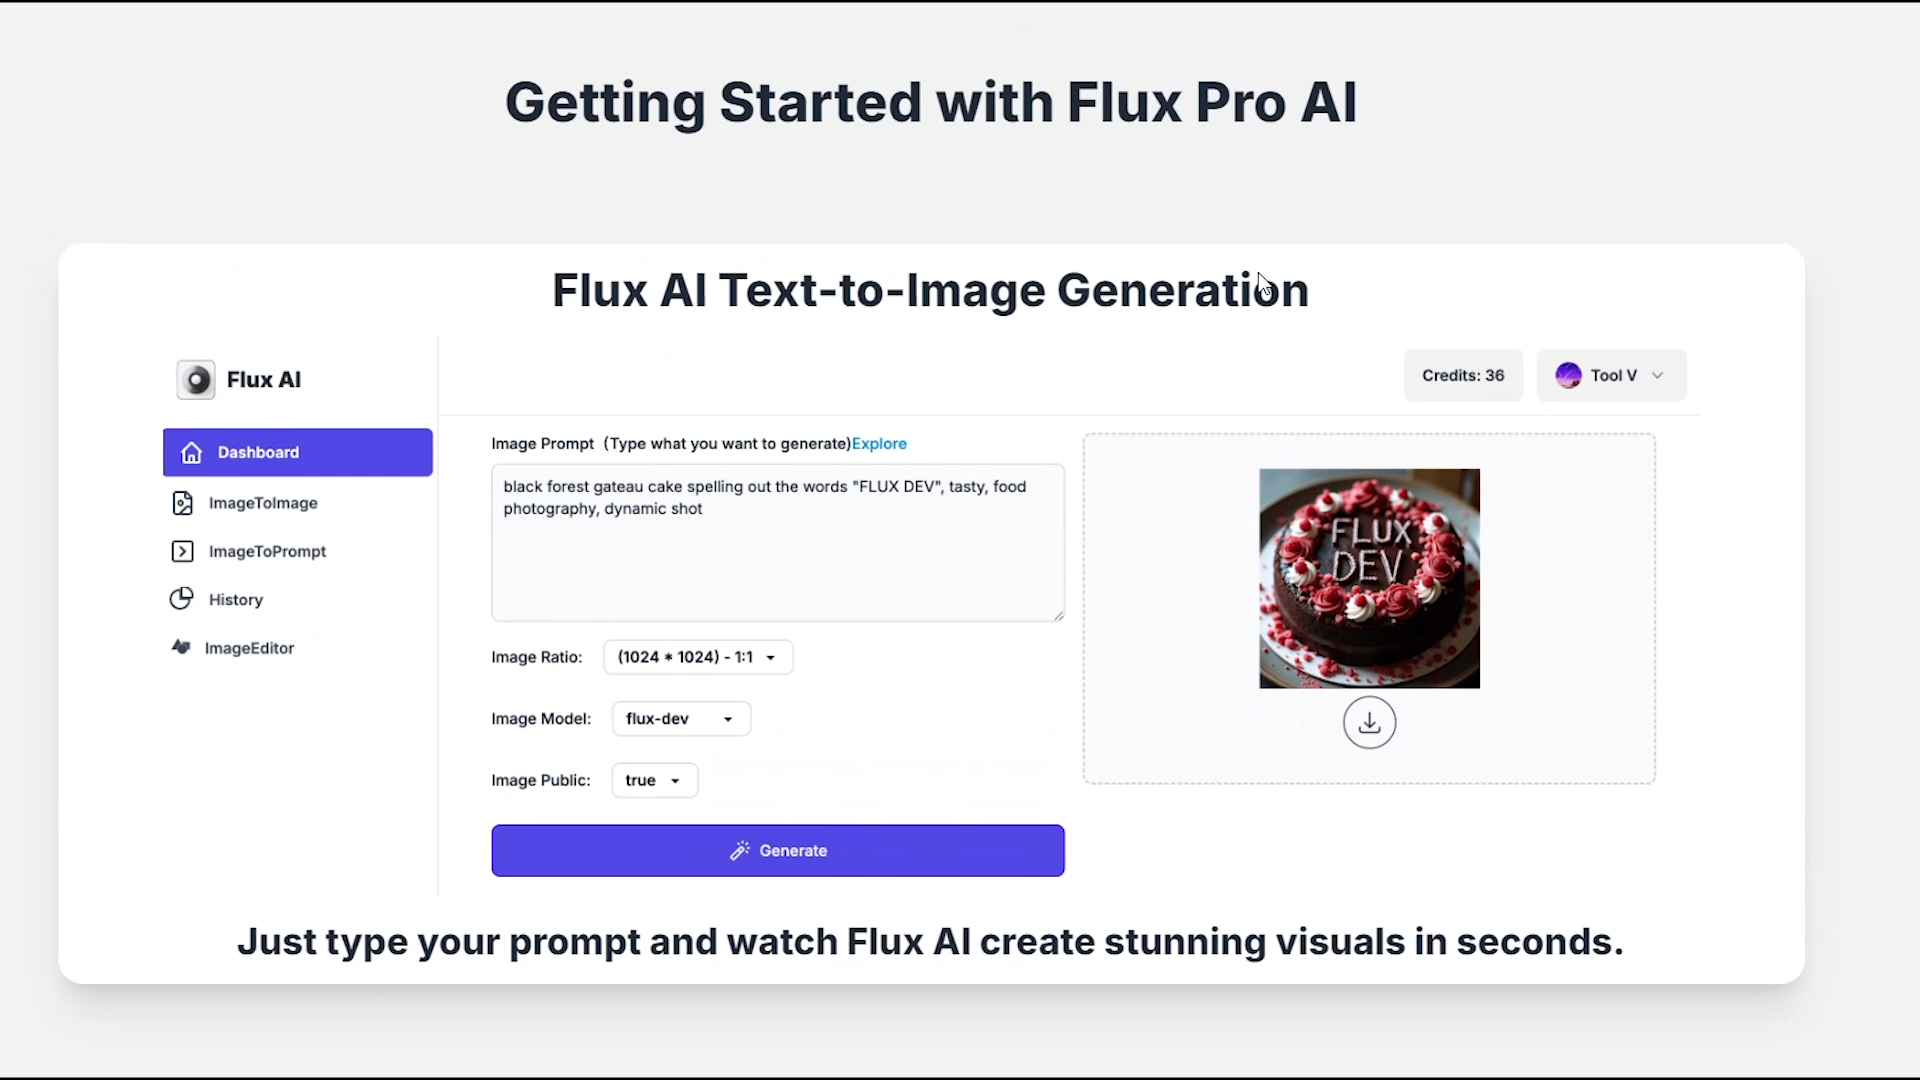 Getting Started with Flux Pro AI
Flux AI Text-to-Image Generation
Flux AI
Credits: 36
Tool V
Dashboard
ImageToImage
ImageToPrompt
History
ImageEditor
Image Prompt (Type what you want to generate)Explore
black forest gateau cake spelling out the words "FLUX DEV", tasty, food
photography, dynamic shot
FLUX
DEV
Image Ratio: (1024 * 1024) - 1:1
Image Model: flux-dev
Image Public: true
Generate
Just type your prompt and watch Flux AI create stunning visuals in seconds.